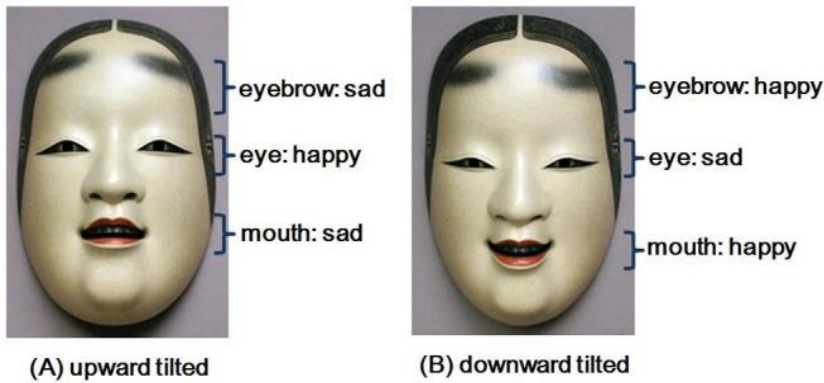 eyebrow: sad
eye: happy
mouth: sad
(A) upward tilted
eyebrow: happy
eye: sad
mouth: happy
(B) downward tilted